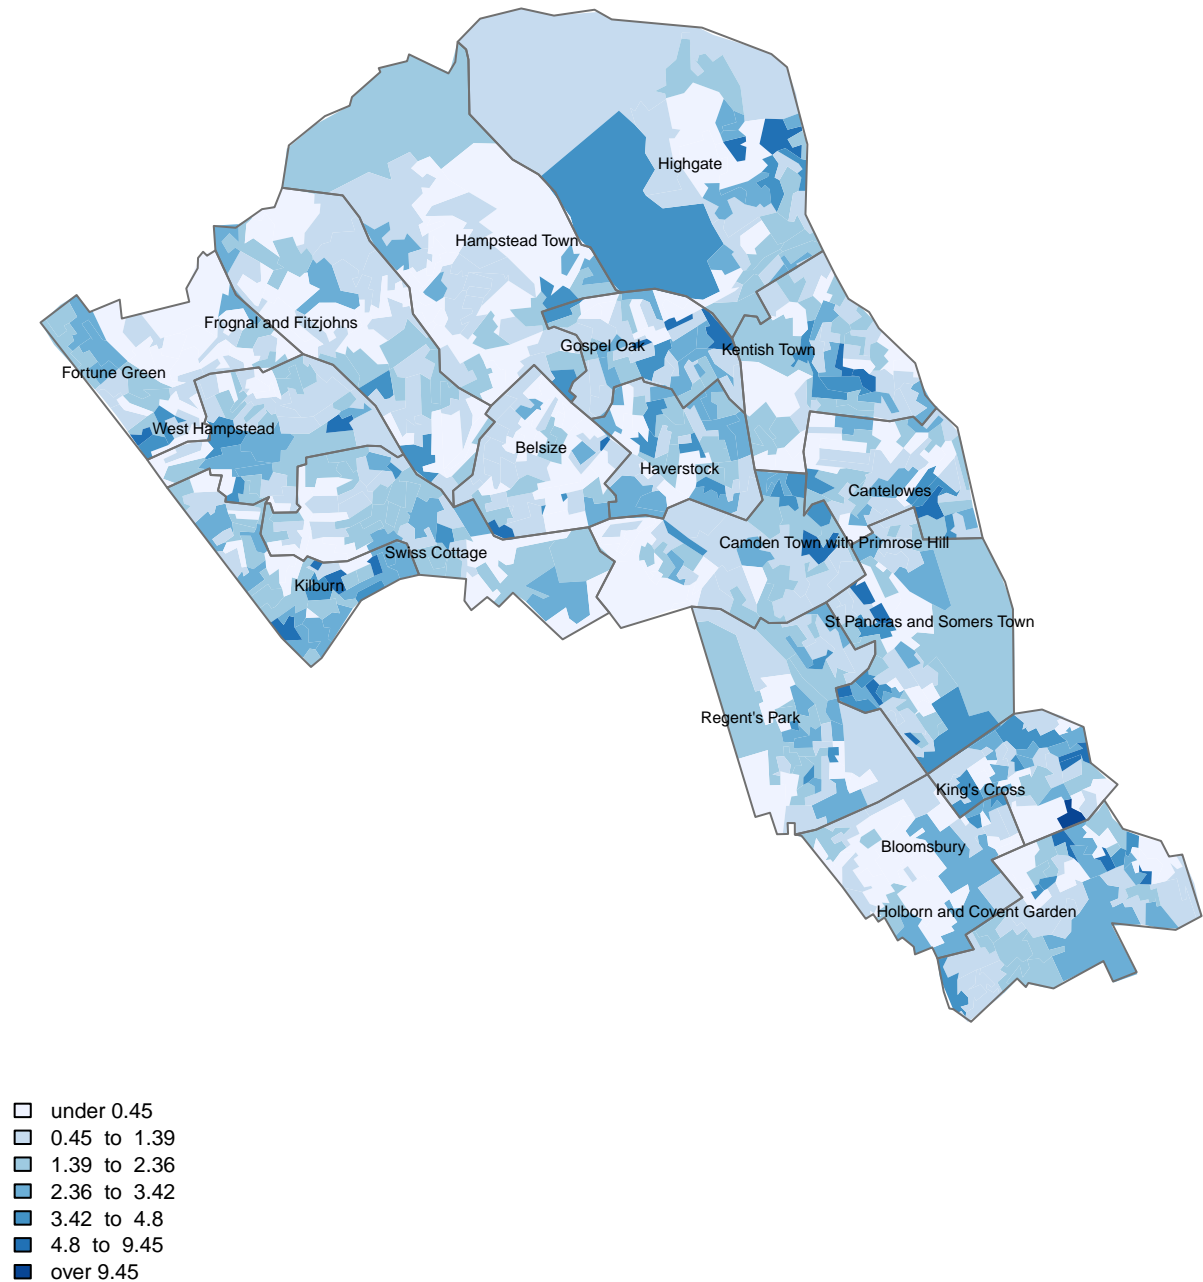 Highgate
Hampstead Town
Frognal and Fitzjohns
Gospel Oak
Kentish Town
Fortune Green
West Hampstead
Belsize
Haverstock
Cantelowes
Camden Town with Primrose Hill
Swiss Cottage
Kilburn
St Pancras and Somers Town
Regent's Park
King's Cross
Bloomsbury
Holborn and Covent Garden
under 0.45
0.45 to 1.39
1.39 to 2.36
2.36 to 3.42
3.42 to 4.8
4.8 to 9.45
over 9.45